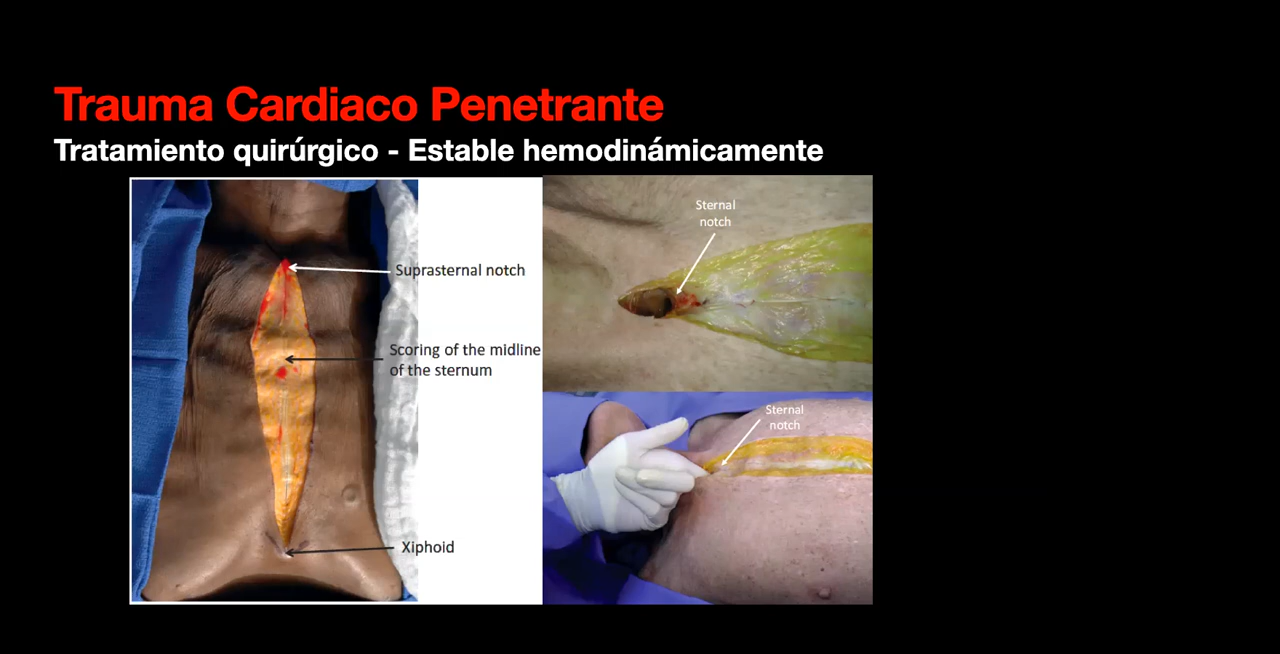 Trauma Cardiaco Penetrante
Tratamiento quirúrgico - Estable hemodinámicamente
Suprasternal notch
Scoring of the midline
of the sternum
Xiphoid
Sternal
notch
Sternal
notch